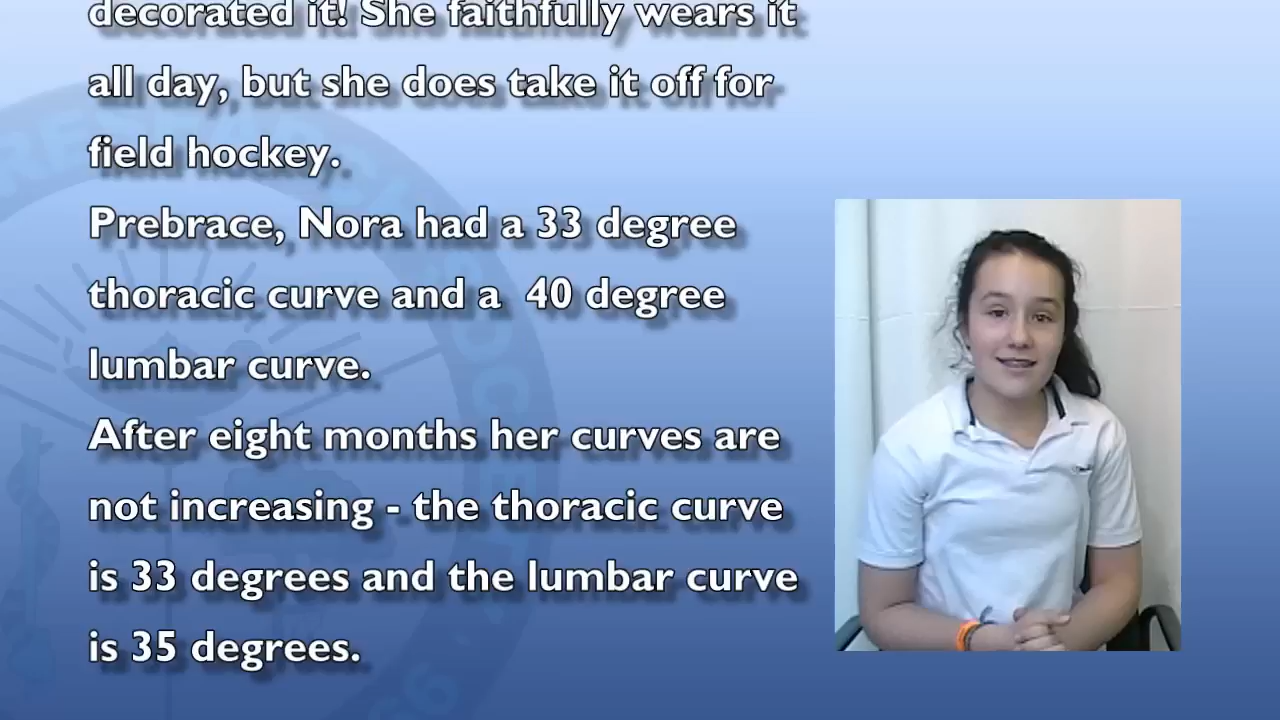 decorated it! She faithfully wears it
all day, but she does take it off for
field hockey.
Prebrace, Nora had a 33 degree
thoracic curve and a  40 degree
lumbar curve.
After eight months her curves are
not increasing - the thoracic curve
is 33 degrees and the lumbar curve
is 35 degrees.
RESEARCH SOCIETY